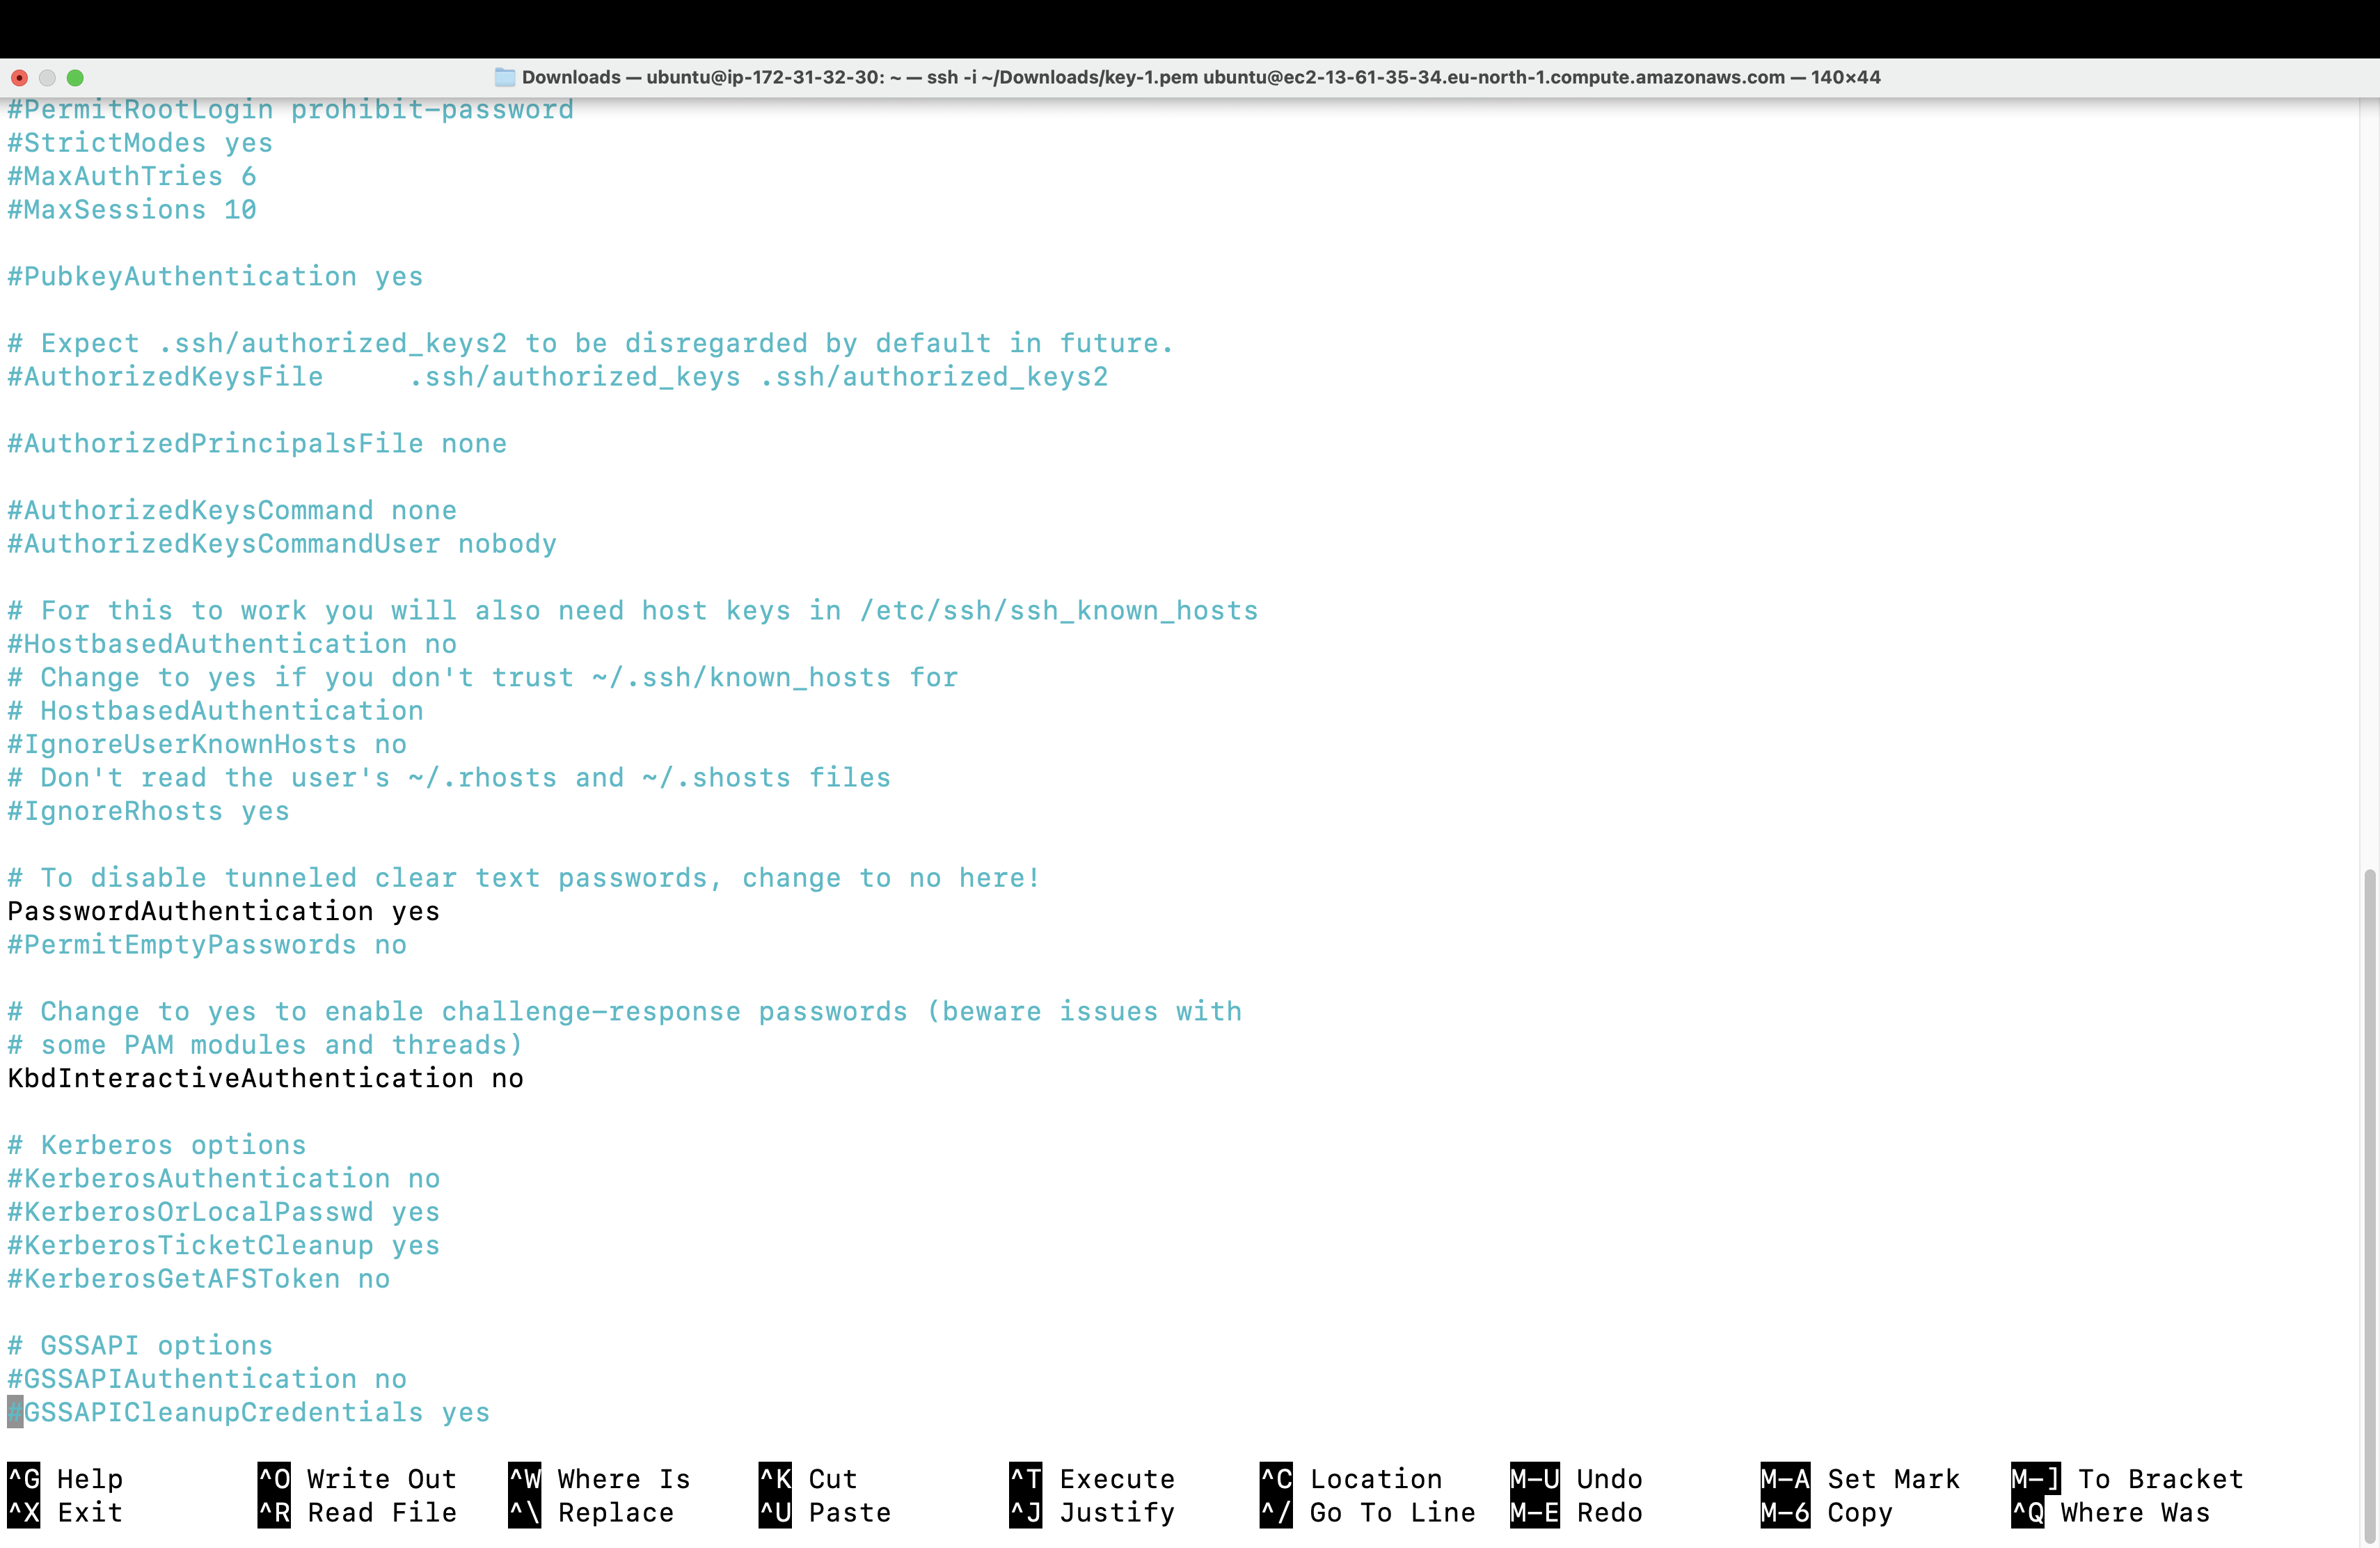 Downloads — ubuntu@ip-172-31-32-30: ~ — ssh -i ~/Downloads/key-1.pem ubuntu@ec2-13-61-35-34.eu-north-1.compute.amazonaws.com — 140×44
#PermitRootLogin prohibit-password
#StrictModes yes
#MaxAuthTries 6
#MaxSessions 10
#PubkeyAuthentication yes
# Expect .ssh/authorized_keys2 to be disregarded by default in future.
#AuthorizedKeysFile     .ssh/authorized_keys .ssh/authorized_keys2
#AuthorizedPrincipalsFile none
#AuthorizedKeysCommand none
#AuthorizedKeysCommandUser nobody
# For this to work you will also need host keys in /etc/ssh/ssh_known_hosts
#HostbasedAuthentication no
# Change to yes if you don't trust ~/.ssh/known_hosts for
# HostbasedAuthentication
#IgnoreUserKnownHosts no
# Don't read the user's ~/.rhosts and ~/.shosts files
#IgnoreRhosts yes
# To disable tunneled clear text passwords, change to no here!
PasswordAuthentication yes
#PermitEmptyPasswords no
# Change to yes to enable challenge-response passwords (beware issues with
# some PAM modules and threads)
KbdInteractiveAuthentication no
# Kerberos options
#KerberosAuthentication no
#KerberosOrLocalPasswd yes
#KerberosTicketCleanup yes
#KerberosGetAFSToken no
# GSSAPI options
#GSSAPIAuthentication no
#GSSAPICleanupCredentials yes
^G Help ^O Write Out ^W Where Is ^K Cut ^T Execute ^C Location M-U Undo M-A Set Mark M-] To Bracket
^X Exit ^R Read File ^\ Replace ^U Paste ^J Justify ^/ Go To Line M-E Redo M-6 Copy ^Q Where Was